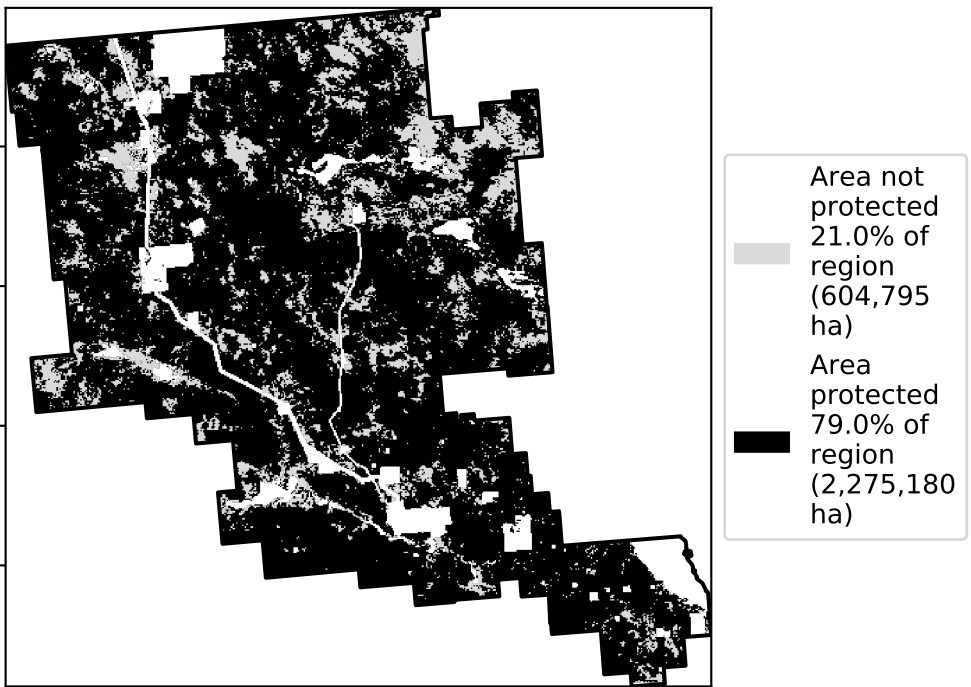 Area not
protected
21.0% of
region
(604,795
ha)
Area
protected
79.0% of
region
(2,275,180
ha)